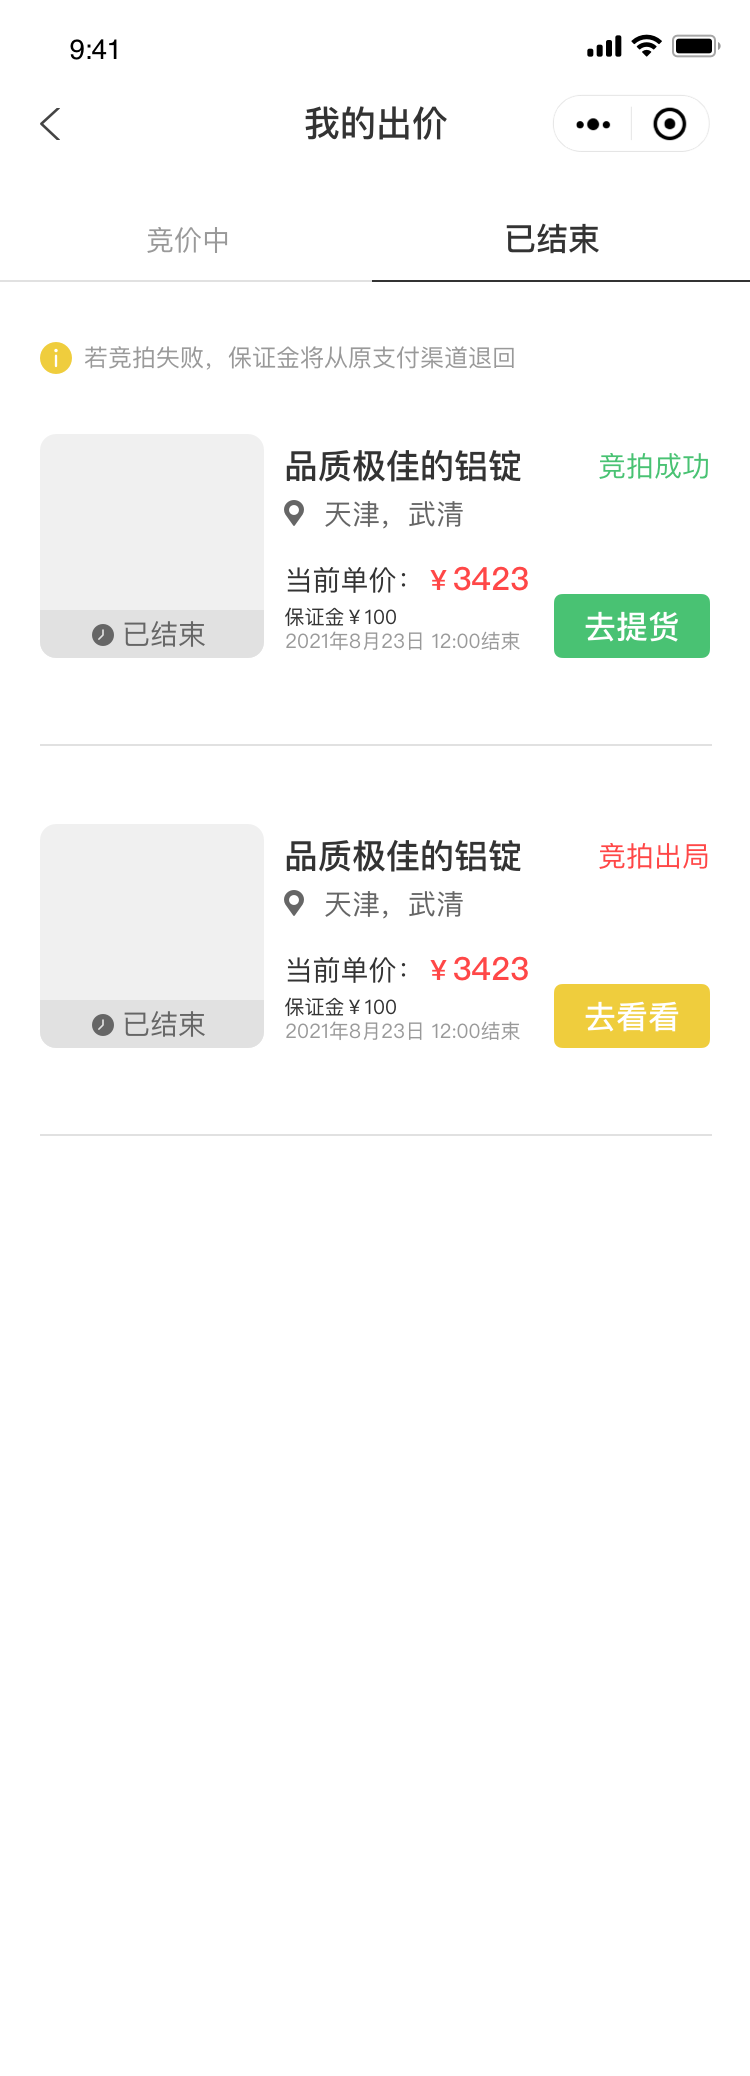 9:41
我的出价
竞价中
已结束
若竞拍失败，保证金将从原支付渠道退回
品质极佳的铝锭
竞拍成功
天津，武清
当前单价：¥3423
保证金¥100
已结束
2021年8月23日 12:00结束
去提货
品质极佳的铝锭
竞拍出局
天津，武清
当前单价：¥3423
保证金¥100
已结束
2021年8月23日 12:00结束
去看看